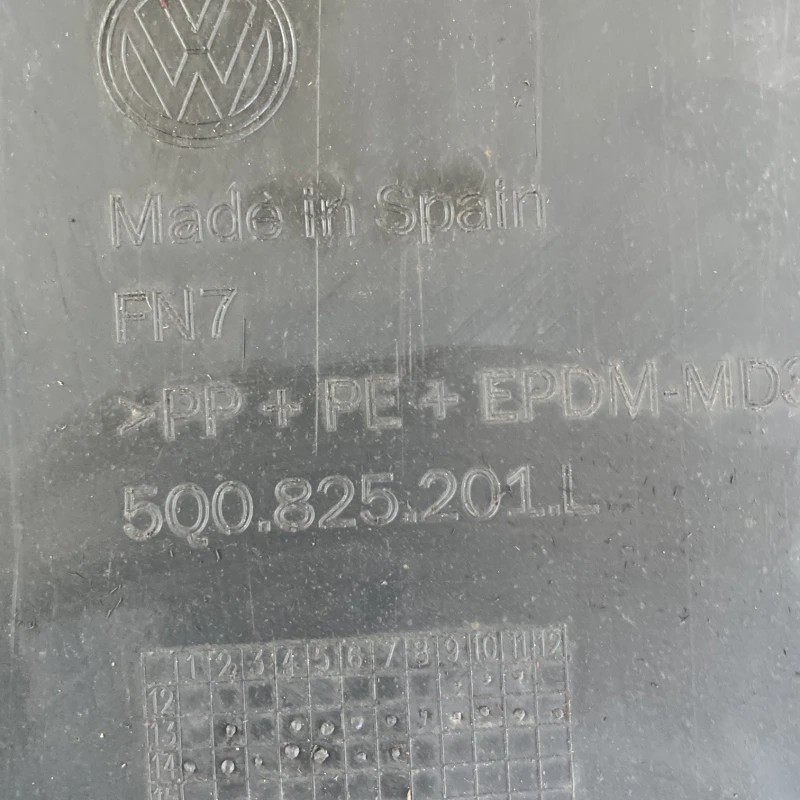 Made in Spain
FN7
>PP + PE + EPDM-MD3
5Q0.825.201.L
1 2 3 4 5 6 7 8 9 10 11 12
12
13
14